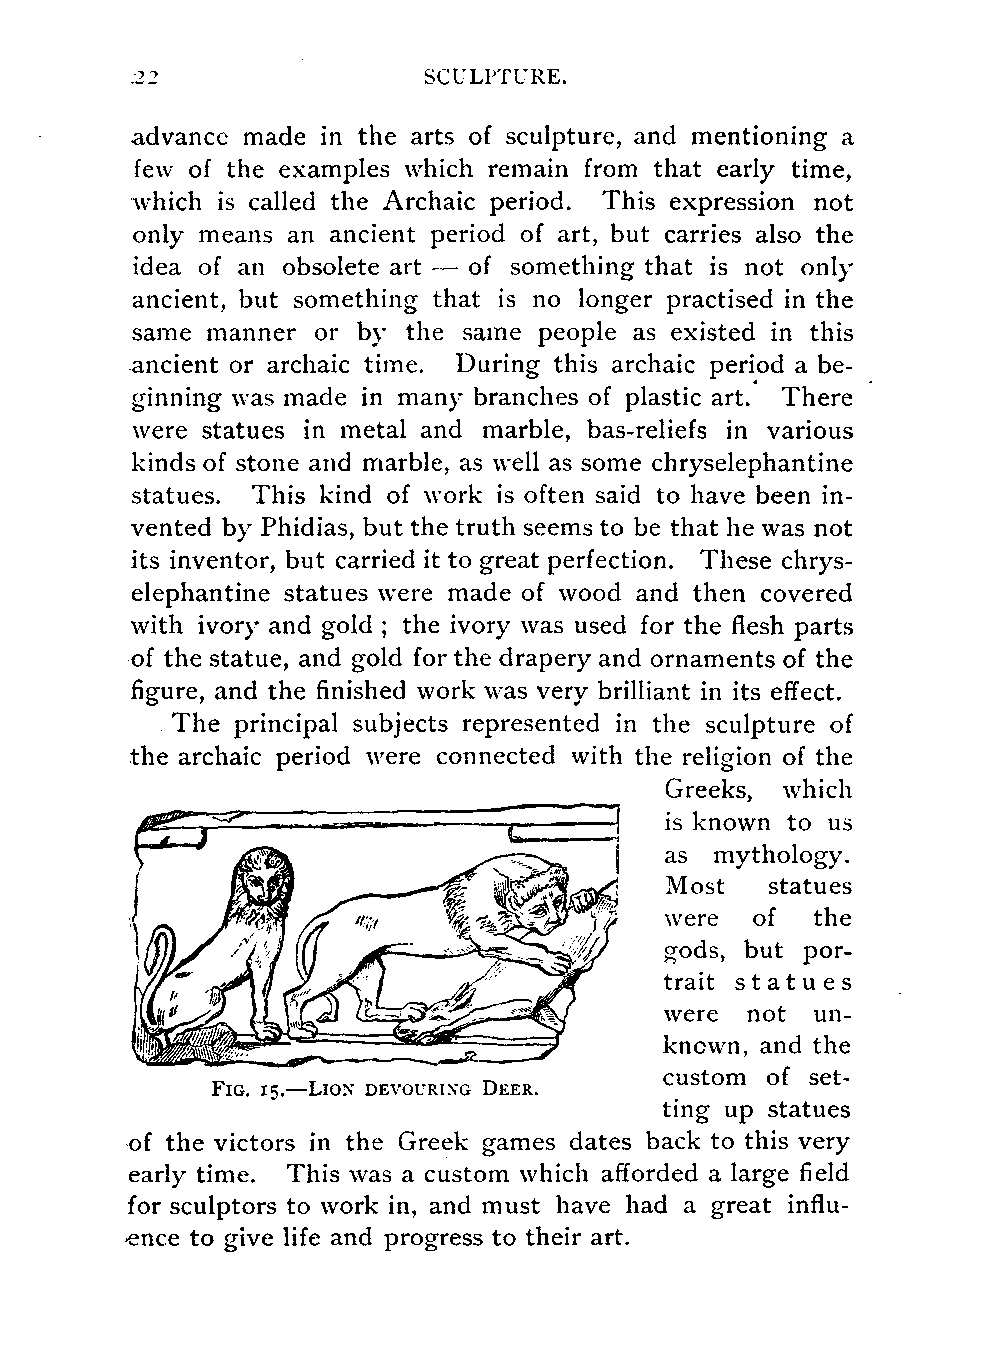 22 SCULPTURE.
advance made in the arts of sculpture, and mentioning a
few of the examples which remain from that early time,
which is called the Archaic period. This expression not
only means an ancient period of art, but carries also the
idea of an obsolete art — of something that is not only
ancient, but something that is no longer practised in the
same manner or by the same people as existed in this
ancient or archaic time. During this archaic period a be-
ginning was made in many branches of plastic art. There
were statues in metal and marble, bas-reliefs in various
kinds of stone and marble, as well as some chryselephantine
statues. This kind of work is often said to have been in-
vented by Phidias, but the truth seems to be that he was not
its inventor, but carried it to great perfection. These chrys-
elephantine statues were made of wood and then covered
with ivory and gold ; the ivory was used for the flesh parts
of the statue, and gold for the drapery and ornaments of the
figure, and the finished work was very brilliant in its effect.
The principal subjects represented in the sculpture of
the archaic period were connected with the religion of the
Greeks, which
is known to us
as mythology.
Most statues
were of the
gods, but por-
trait statues
were not un-
known, and the
custom of set-
ting up statues
FIG. 15.—LION DEVOURING DEER.
of the victors in the Greek games dates back to this very
early time. This was a custom which afforded a large field
for sculptors to work in, and must have had a great influ-
ence to give life and progress to their art.